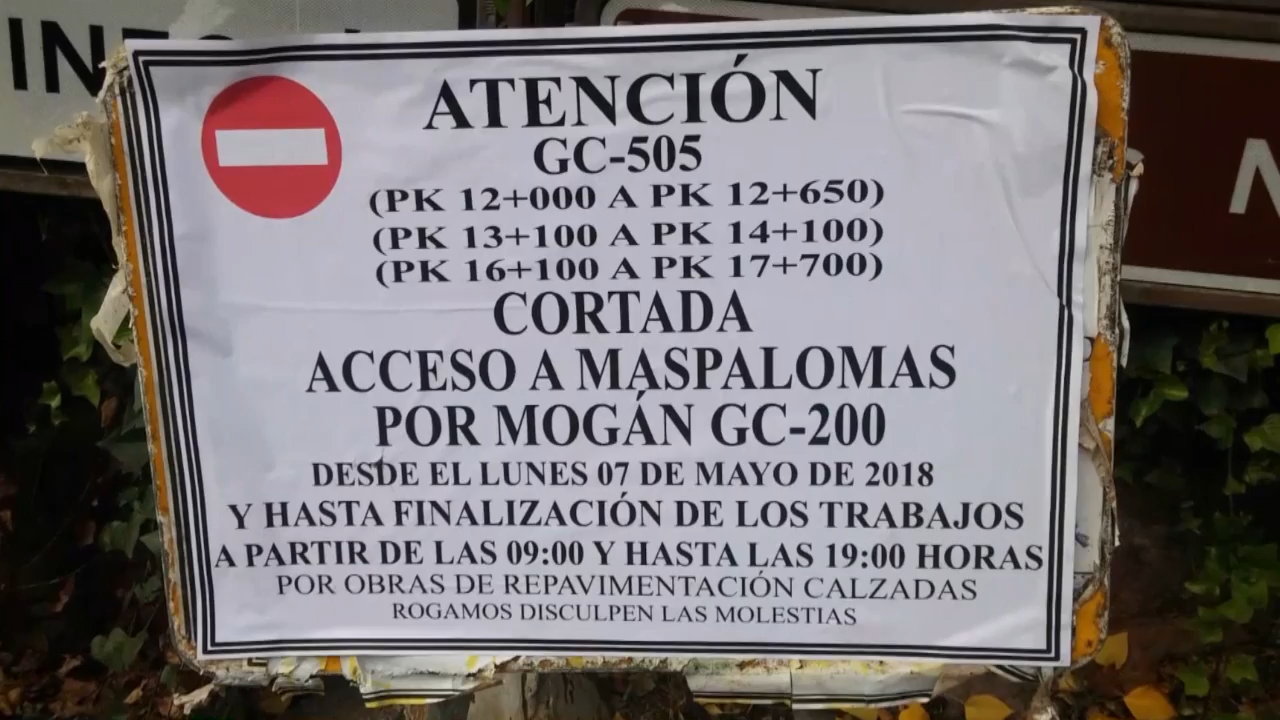 ATENCIÓN
GC-505
(PK 12+000 A PK 12+650)
(PK 13+100 A PK 14+100)
(PK 16+100 A PK 17+700)
CORTADA
ACCESO A MASPALOMAS
POR MOGÁN GC-200
DESDE EL LUNES 07 DE MAYO DE 2018
Y HASTA FINALIZACIÓN DE LOS TRABAJOS
A PARTIR DE LAS 09:00 Y HASTA LAS 19:00 HORAS
POR OBRAS DE REPAVIMENTACIÓN CALZADAS
ROGAMOS DISCULPEN LAS MOLESTIAS